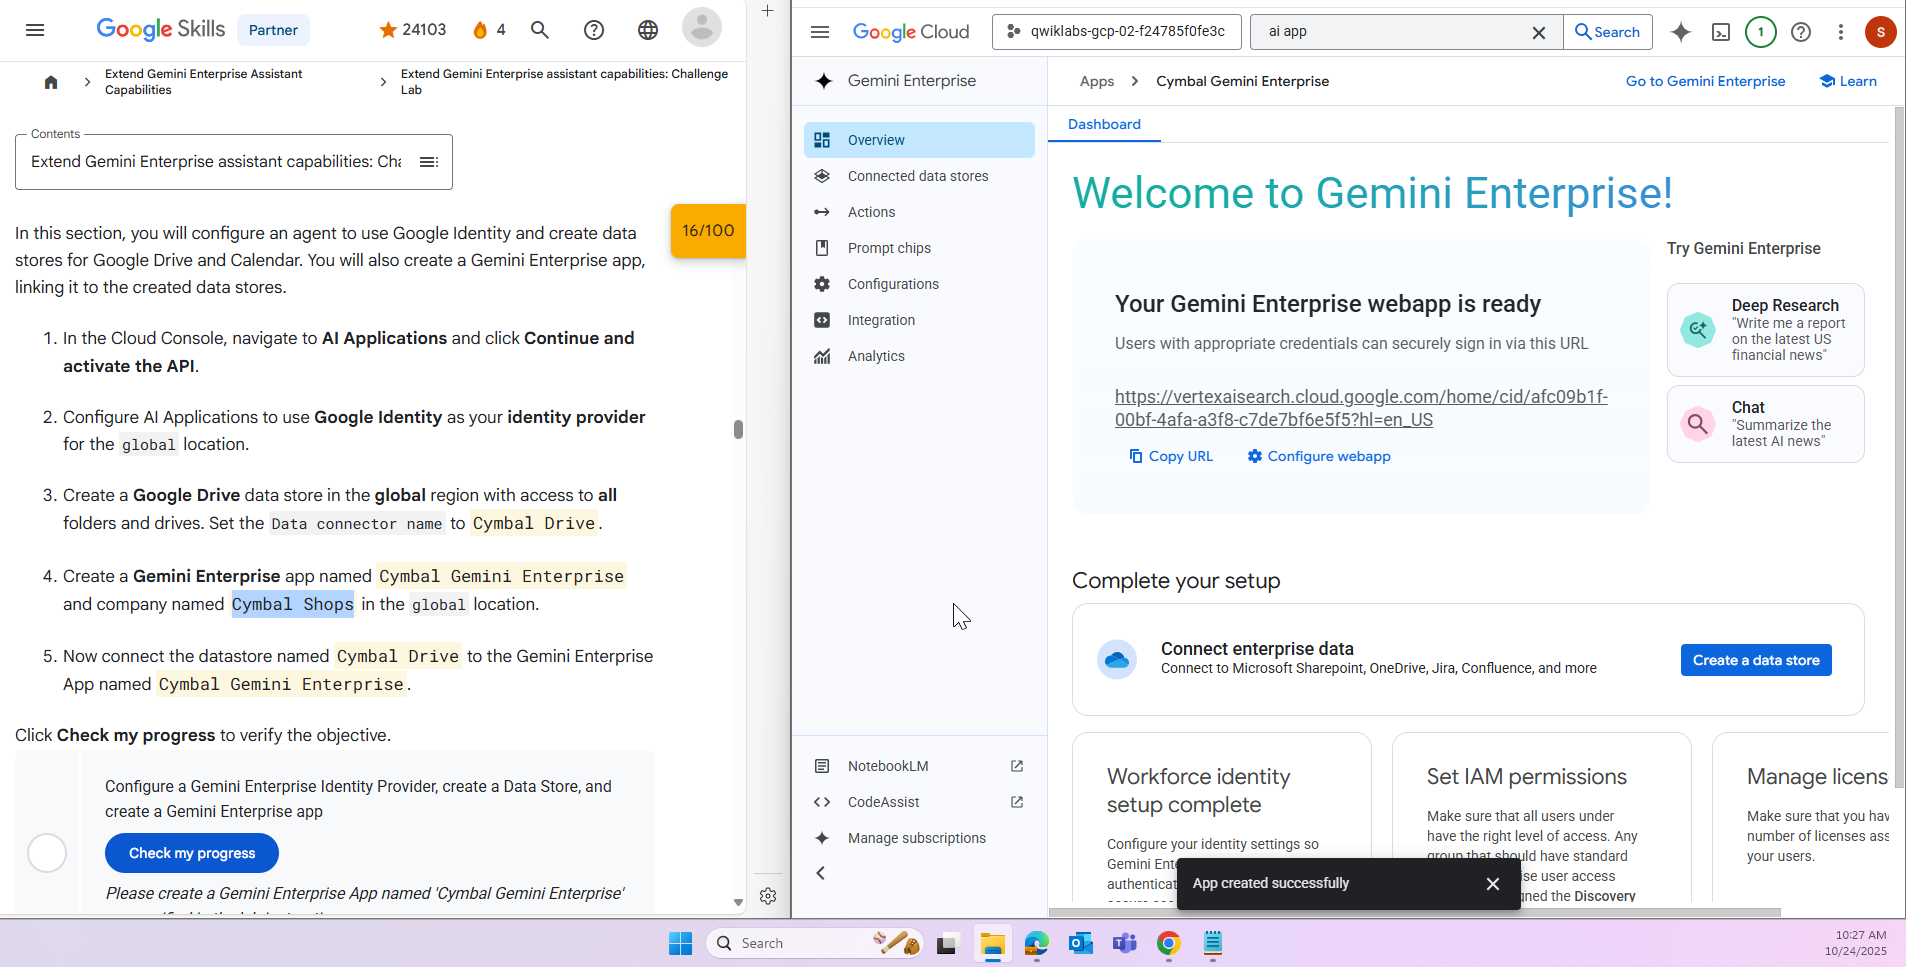 Google Skills
Partner
24103
4
Extend Gemini Enterprise Assistant
Capabilities
Extend Gemini Enterprise assistant capabilities: Challenge
Lab
Contents
Extend Gemini Enterprise assistant capabilities: Cha
16/100
In this section, you will configure an agent to use Google Identity and create data
stores for Google Drive and Calendar. You will also create a Gemini Enterprise app,
linking it to the created data stores.
1. In the Cloud Console, navigate to AI Applications and click Continue and
activate the API.
2. Configure AI Applications to use Google Identity as your identity provider
for the global location.
3. Create a Google Drive data store in the global region with access to all
folders and drives. Set the Data connector name to Cymbal Drive.
4. Create a Gemini Enterprise app named Cymbal Gemini Enterprise
and company named Cymbal Shops in the global location.
5. Now connect the datastore named Cymbal Drive to the Gemini Enterprise
App named Cymbal Gemini Enterprise.
Click Check my progress to verify the objective.
Configure a Gemini Enterprise Identity Provider, create a Data Store, and
create a Gemini Enterprise app
Check my progress
Please create a Gemini Enterprise App named 'Cymbal Gemini Enterprise'
Google Cloud
qwiklabs-gcp-02-f24785f0fe3c
ai app
Search
1
S
Gemini Enterprise
Apps
Cymbal Gemini Enterprise
Go to Gemini Enterprise
Learn
Overview
Connected data stores
Actions
Prompt chips
Configurations
Integration
Analytics
NotebookLM
CodeAssist
Manage subscriptions
Dashboard
Welcome to Gemini Enterprise!
Your Gemini Enterprise webapp is ready
Users with appropriate credentials can securely sign in via this URL
https://vertexaisearch.cloud.google.com/home/cid/afc09b1f-
00bf-4afa-a3f8-c7de7bf6e5f5?hl=en_US
Copy URL
Configure webapp
Try Gemini Enterprise
Deep Research
"Write me a report
on the latest US
financial news"
Chat
"Summarize the
latest AI news"
Complete your setup
Connect enterprise data
Connect to Microsoft Sharepoint, OneDrive, Jira, Confluence, and more
Create a data store
Workforce identity
setup complete
Configure your identity settings so
Gemini Ente
authenticat
Set IAM permissions
Make sure that all users under
have the right level of access. Any
group that should have standard
ise user access
gned the Discovery
Manage licens
Make sure that you hav
number of licenses ass
your users.
App created successfully
Search
10:27 AM
10/24/2025